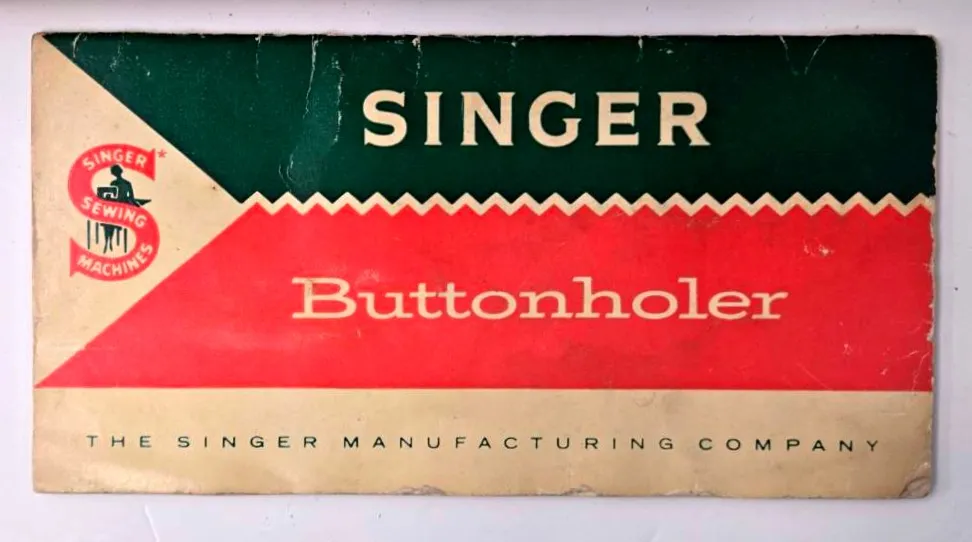 SINGER
SINGER*
SEWING
MACHINES
Buttonholer
THE SINGER MANUFACTURING COMPANY